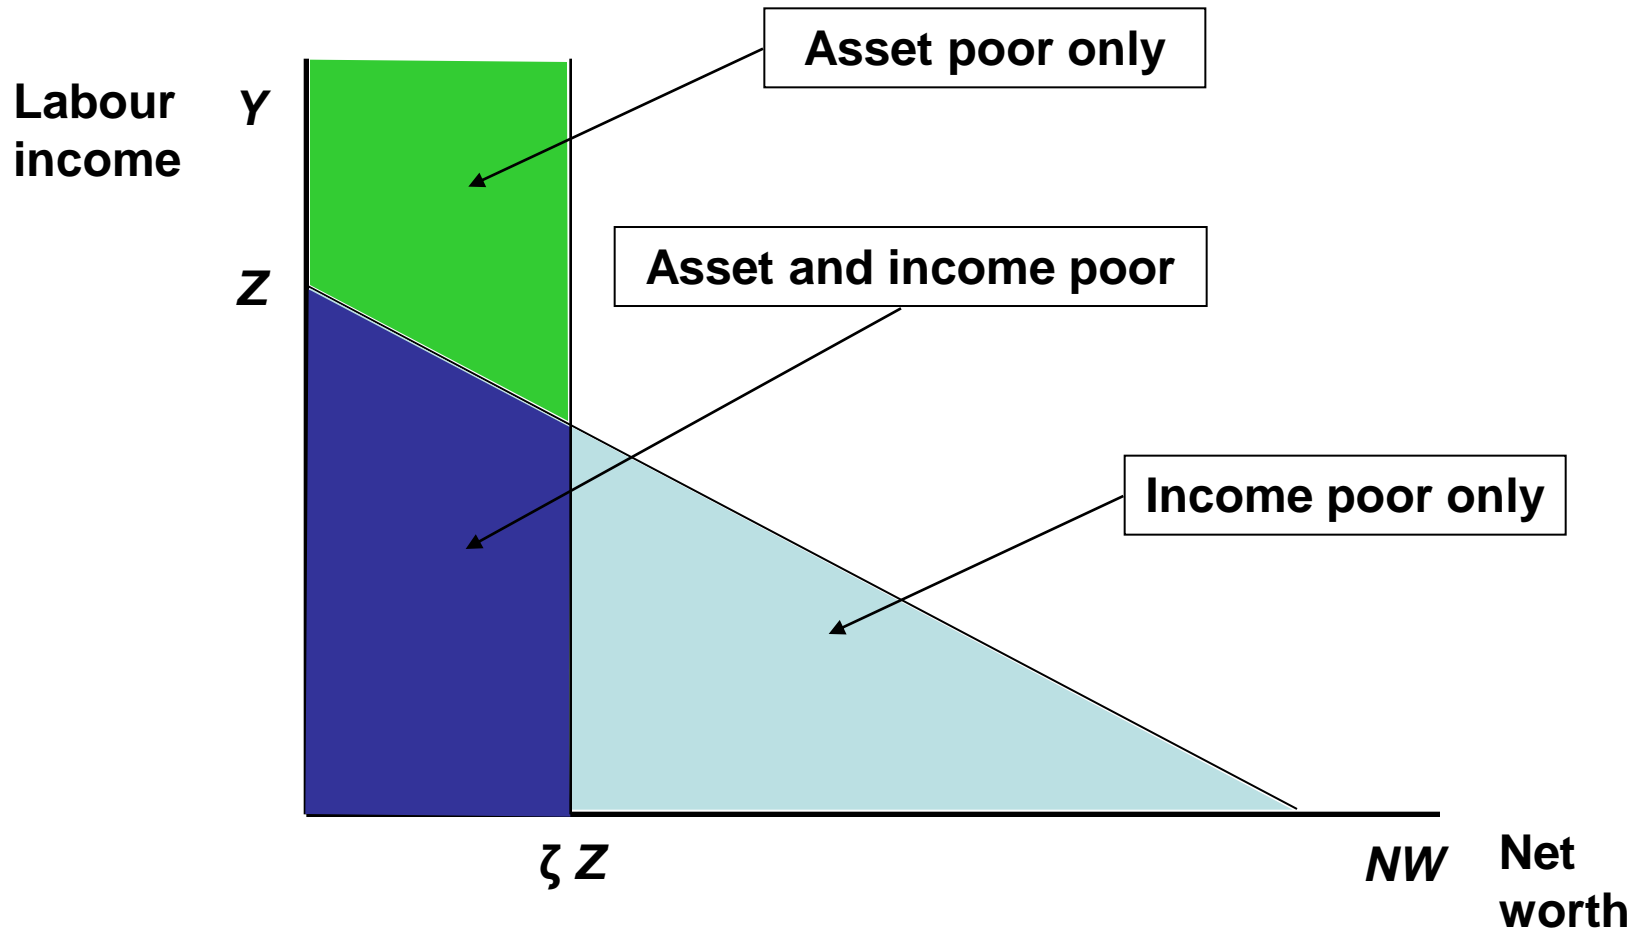 Asset poor only
Labour
income
Y
Asset and income poor
Z
Income poor only
ζ Z
NW
Net
worth